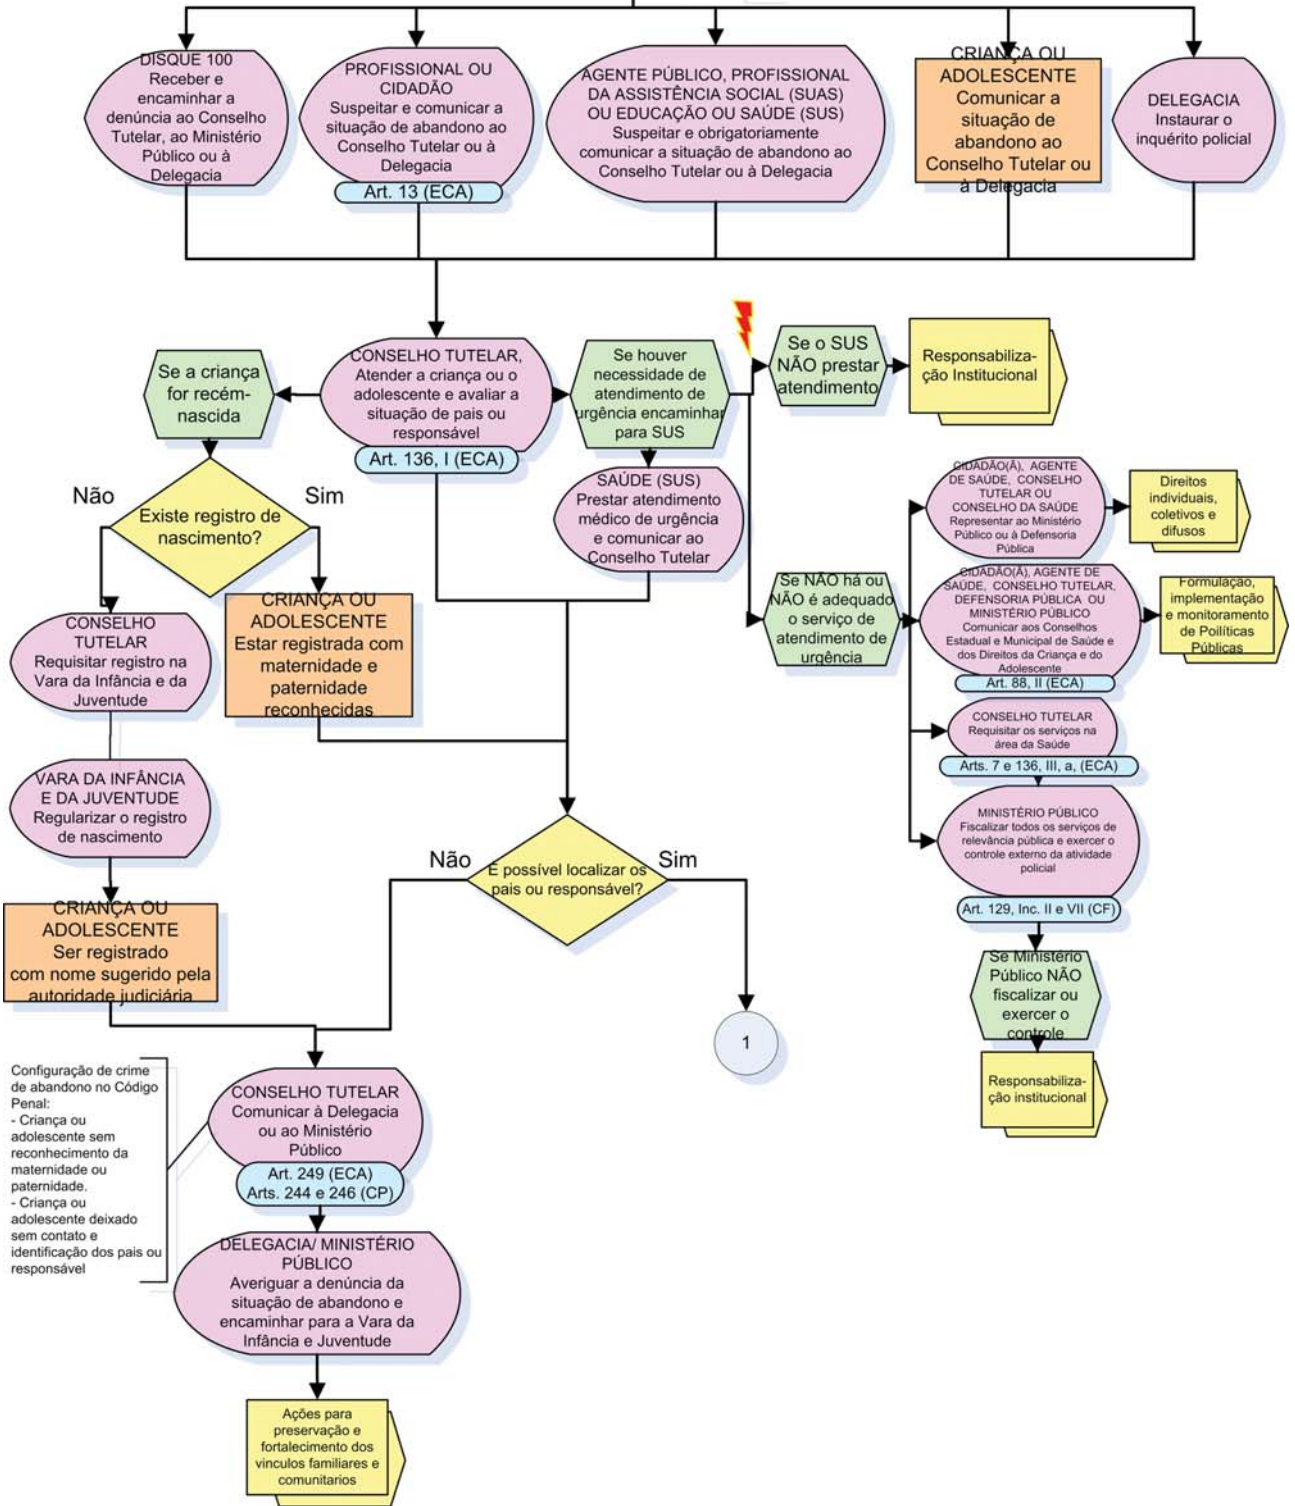 DISQUE 100
Receber e
encaminhar a
denúncia ao Conselho
Tutelar, ao Ministério
Público ou à
Delegacia
PROFISSIONAL OU
CIDADÃO
Suspeitar e comunicar a
situação de abandono ao
Conselho Tutelar ou à
Delegacia
Art. 13 (ECA)
AGENTE PÚBLICO, PROFISSIONAL
DA ASSISTÊNCIA SOCIAL (SUAS)
OU EDUCAÇÃO OU SAÚDE (SUS)
Suspeitar e obrigatoriamente
comunicar a situação de abandono ao
Conselho Tutelar ou à Delegacia
CRIANÇA OU
ADOLESCENTE
Comunicar a
situação de
abandono ao
Conselho Tutelar ou
à Delegacia
DELEGACIA
Instaurar o
inquérito policial
Se a criança
for recém-
nascida
CONSELHO TUTELAR,
Atender a criança ou o
adolescente e avaliar a
situação de pais ou
responsável
Art. 136, I (ECA)
Se houver
necessidade de
atendimento de
urgência encaminhar
para SUS
Se o SUS
NÃO prestar
atendimento
Responsabiliza-
ção Institucional
Não
Sim
Existe registro de
nascimento?
SAÚDE (SUS)
Prestar atendimento
médico de urgência
e comunicar ao
Conselho Tutelar
CIDADÃO(Ã), AGENTE
DE SAÚDE, CONSELHO
TUTELAR OU
CONSELHO DA SAÚDE
Representar ao Ministério
Público ou à Defensoria
Pública
Direitos
individuais,
coletivos e
difusos
CONSELHO
TUTELAR
Requisitar registro na
Vara da Infância e da
Juventude
CRIANÇA OU
ADOLESCENTE
Estar registrada com
maternidade e
paternidade
reconhecidas
Se NÃO há ou
NÃO é adequado
o serviço de
atendimento de
urgência
CIDADÃO(Ã), AGENTE DE
SAÚDE, CONSELHO TUTELAR,
DEFENSORIA PÚBLICA OU
MINISTÉRIO PÚBLICO
Comunicar aos Conselhos
Estadual e Municipal de Saúde e
dos Direitos da Criança e do
Adolescente
Art. 88, II (ECA)
Formulação,
implementação
e monitoramento
de Poilíticas
Públicas
CONSELHO TUTELAR
Requisitar os serviços na
área da Saúde
Arts. 7 e 136, III, a, (ECA)
VARA DA INFÂNCIA
E DA JUVENTUDE
Regularizar o registro
de nascimento
MINISTÉRIO PÚBLICO
Fiscalizar todos os serviços de
relevância pública e exercer o
controle externo da atividade
policial
Art. 129, Inc. II e VII (CF)
Não
Sim
É possível localizar os
pais ou responsável?
CRIANÇA OU
ADOLESCENTE
Ser registrado
com nome sugerido pela
autoridade judiciária
Se Ministério
Público NÃO
fiscalizar ou
exercer o
controle
1
Responsabiliza-
ção institucional
Configuração de crime
de abandono no Código
Penal:
- Criança ou
adolescente sem
reconhecimento da
maternidade ou
paternidade.
- Criança ou
adolescente deixado
sem contato e
identificação dos pais ou
responsável
CONSELHO TUTELAR
Comunicar à Delegacia
ou ao Ministério
Público
Art. 249 (ECA)
Arts. 244 e 246 (CP)
DELEGACIA/ MINISTÉRIO
PÚBLICO
Averiguar a denúncia da
situação de abandono e
encaminhar para a Vara da
Infância e Juventude
Ações para
preservação e
fortalecimento dos
vinculos familiares e
comunitarios